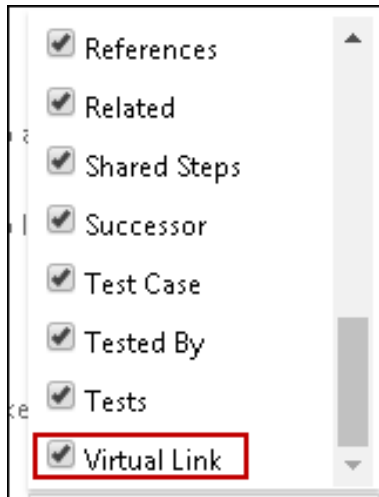 References
Related
Shared Steps
Successor
Test Case
Tested By
Tests
Virtual Link